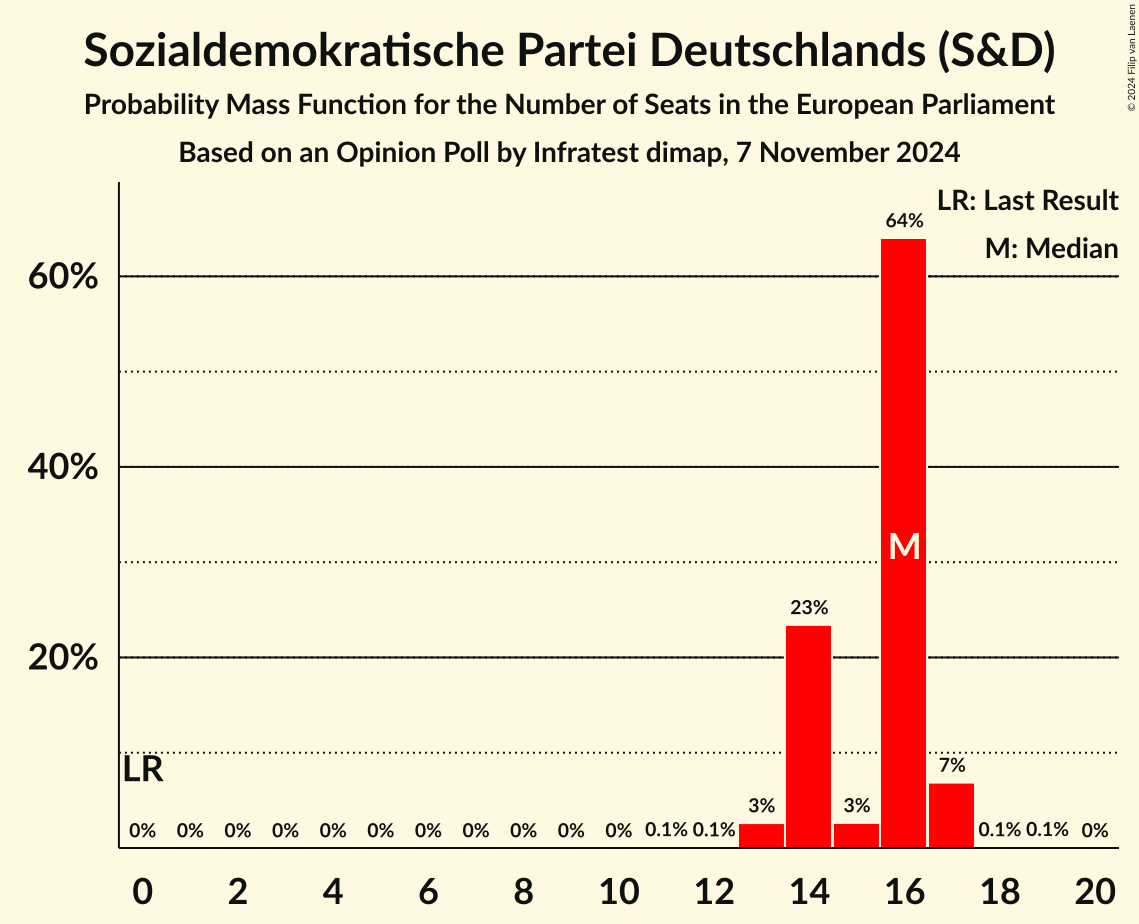 Sozialdemokratische Partei Deutschlands (S&D)
Probability Mass Function for the Number of Seats in the European Parliament
Based on an Opinion Poll by Infratest dimap, 7 November 2024
© 2024 Filip van Laenen
LR: Last Result
M: Median
60%
40%
20%
64%
M
23%
LR
7%
3%
3%
0% 0% 0% 0% 0% 0% 0% 0% 0% 0% 0% 0.1% 0.1% 0.1% 0.1% 0%
0 2 4 6 8 10 12 14 16 18 20